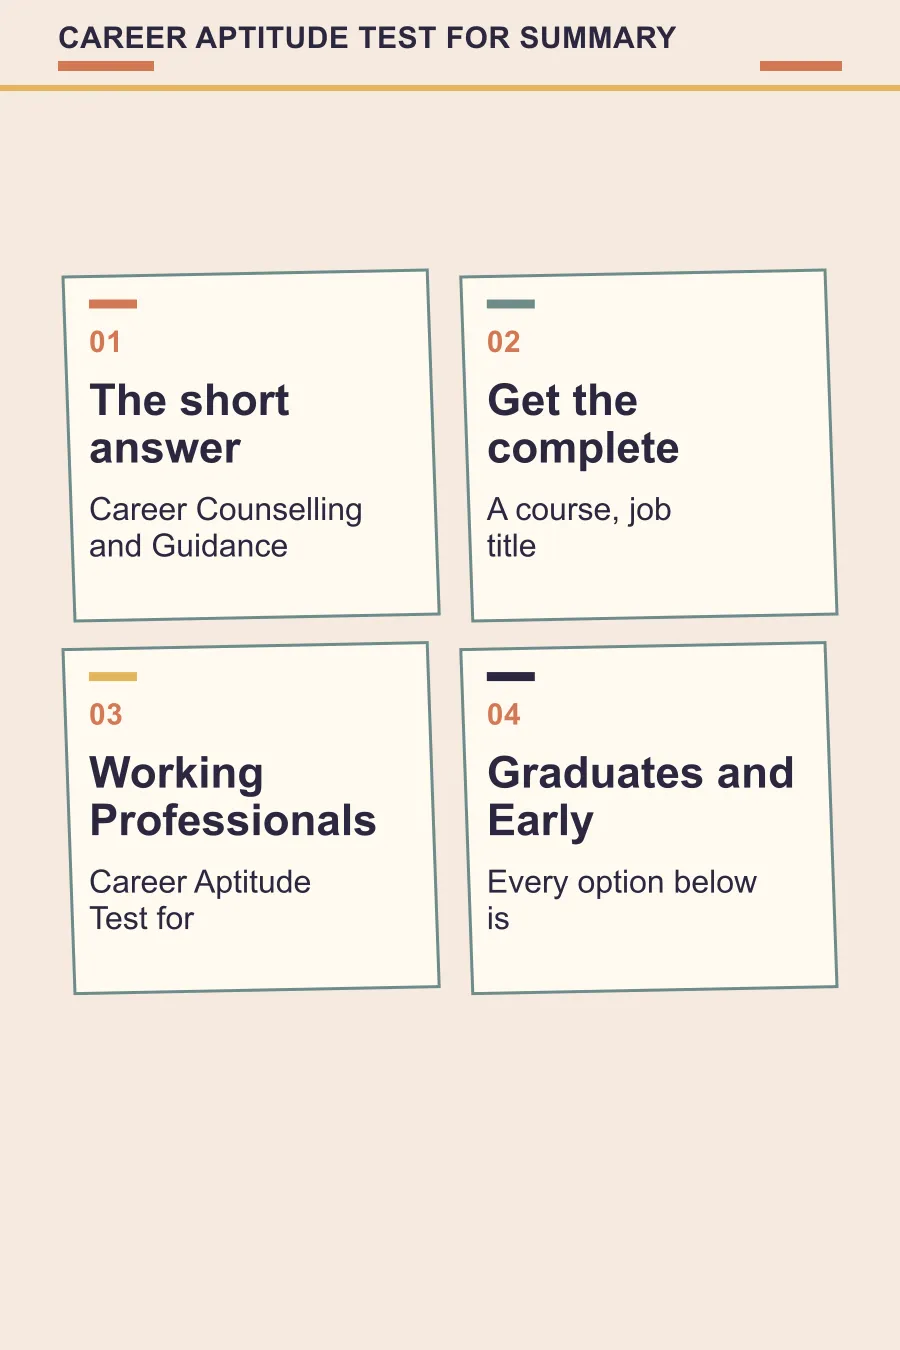 CAREER APTITUDE TEST FOR SUMMARY
01
The short
answer
Career Counselling
and Guidance
02
Get the
complete
A course, job
title
03
Working
Professionals
Career Aptitude
Test for
04
Graduates and
Early
Every option below
is